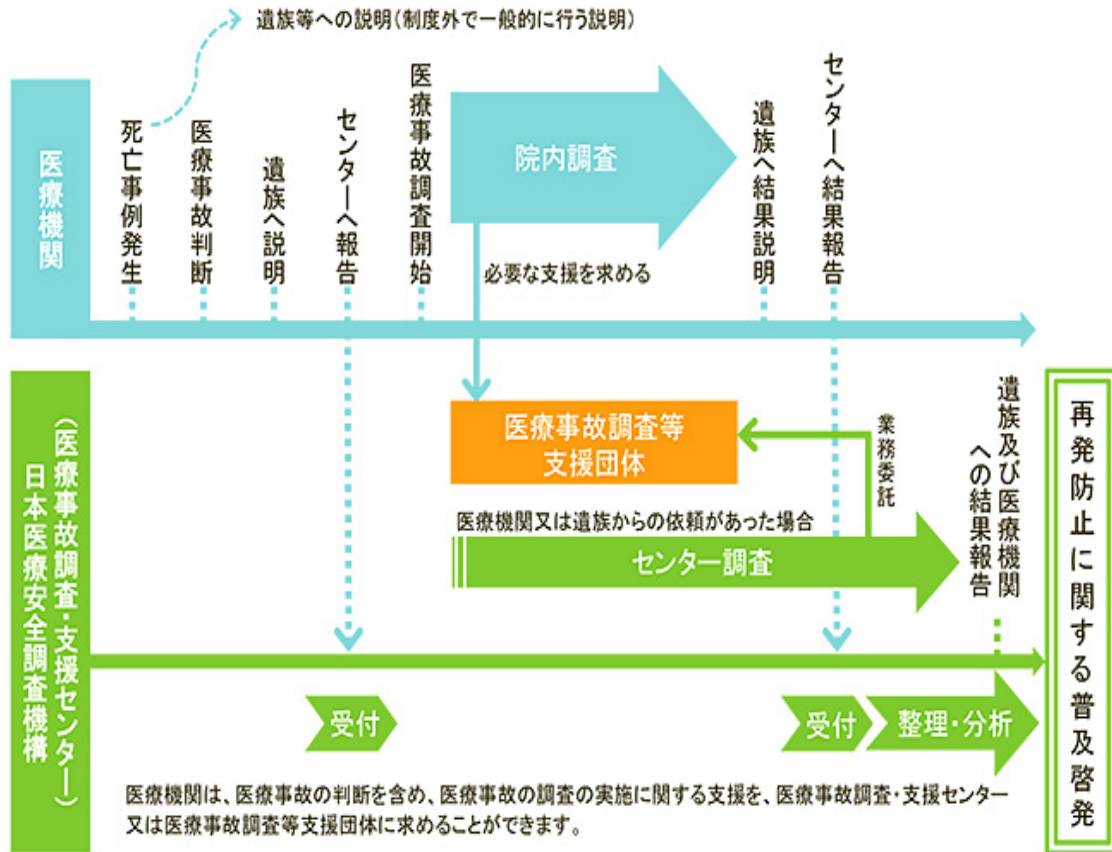 遺族等への説明(制度外で一般的に行う説明)
医療機関
死亡事例発生
医療事故判断
遺族へ説明
センターへ報告
医療事故調査開始
院内調査
必要な支援を求める
遺族へ結果説明
センターへ結果報告
日本医療安全調査機構
(医療事故調査・支援センター)
医療事故調査等
支援団体
業務委託
医療機関又は遺族からの依頼があった場合
センター調査
遺族及び医療機関
への結果報告
受付
受付
整理・分析
再発防止に関する普及啓発
医療機関は、医療事故の判断を含め、医療事故の調査の実施に関する支援を、医療事故調査・支援センター
又は医療事故調査等支援団体に求めることができます。